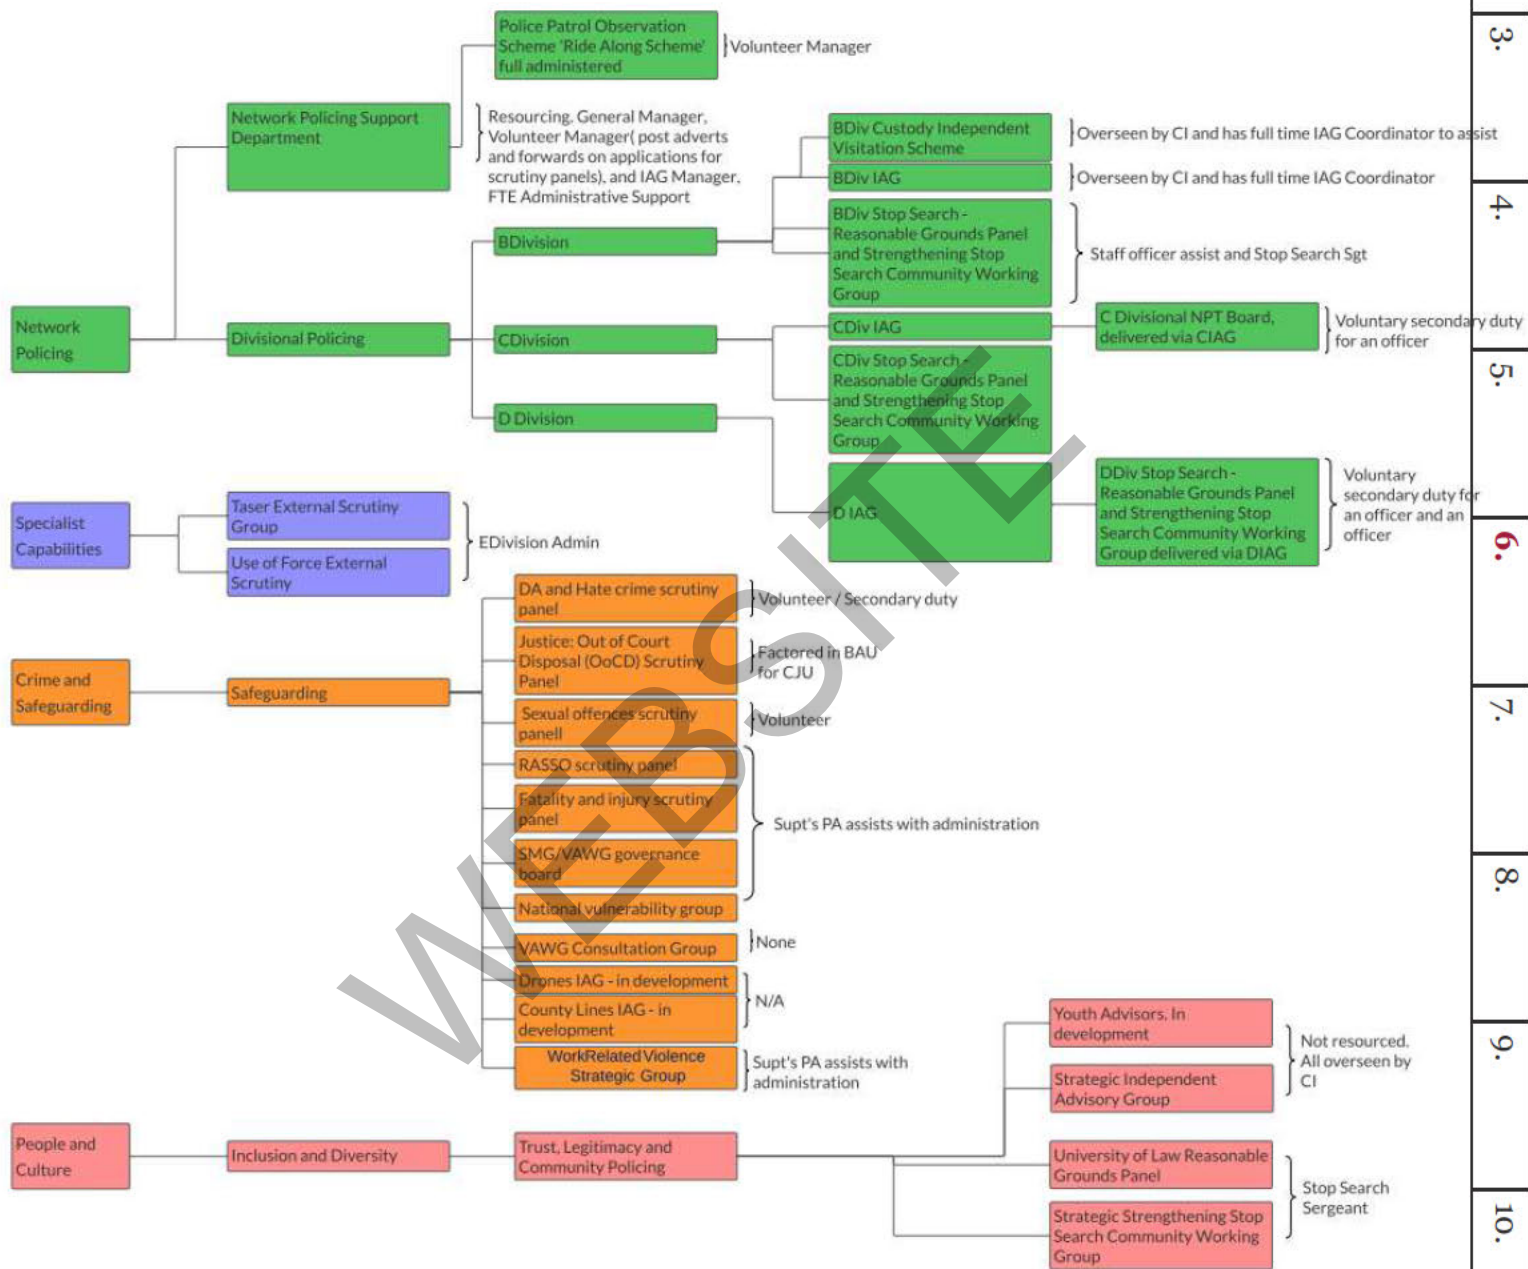 Police Patrol Observation
Scheme 'Ride Along Scheme'
full administered
Volunteer Manager
Network Policing Support
Department
Resourcing. General Manager,
Volunteer Manager( post adverts
and forwards on applications for
scrutiny panels), and IAG Manager,
FTE Administrative Support
BDiv Custody Independent
Visitation Scheme
Overseen by CI and has full time IAG Coordinator to assist
BDiv IAG
Overseen by CI and has full time IAG Coordinator
BDiv Stop Search -
Reasonable Grounds Panel
and Strengthening Stop
Search Community Working
Group
Staff officer assist and Stop Search Sgt
BDivision
Network
Policing
Divisional Policing
CDivision
CDiv IAG
C Divisional NPT Board,
delivered via CIAG
Voluntary secondary duty
for an officer
CDiv Stop Search -
Reasonable Grounds Panel
and Strengthening Stop
Search Community Working
Group
D Division
D IAG
DDiv Stop Search -
Reasonable Grounds Panel
and Strengthening Stop
Search Community Working
Group delivered via DIAG
Voluntary
secondary duty for
an officer and an
officer
Specialist
Capabilities
Taser External Scrutiny
Group
Use of Force External
Scrutiny
EDivision Admin
Crime and
Safeguarding
Safeguarding
DA and Hate crime scrutiny
panel
Volunteer / Secondary duty
Justice: Out of Court
Disposal (OoCD) Scrutiny
Panel
Factored in BAU
for CJU
Sexual offences scrutiny
panell
Volunteer
RASSO scrutiny panel
Fatality and injury scrutiny
panel
SMG/VAWG governance
board
National vulnerability group
Supt's PA assists with administration
VAWG Consultation Group
None
Drones IAG - in development
County Lines IAG - in
development
N/A
WorkRelated Violence
Strategic Group
Supt's PA assists with
administration
People and
Culture
Inclusion and Diversity
Trust, Legitimacy and
Community Policing
Youth Advisors, In
development
Strategic Independent
Advisory Group
Not resourced.
All overseen by
CI
University of Law Reasonable
Grounds Panel
Strategic Strengthening Stop
Search Community Working
Group
Stop Search
Sergeant
WEBSITE
3.
4.
5.
6.
7.
8.
9.
10.